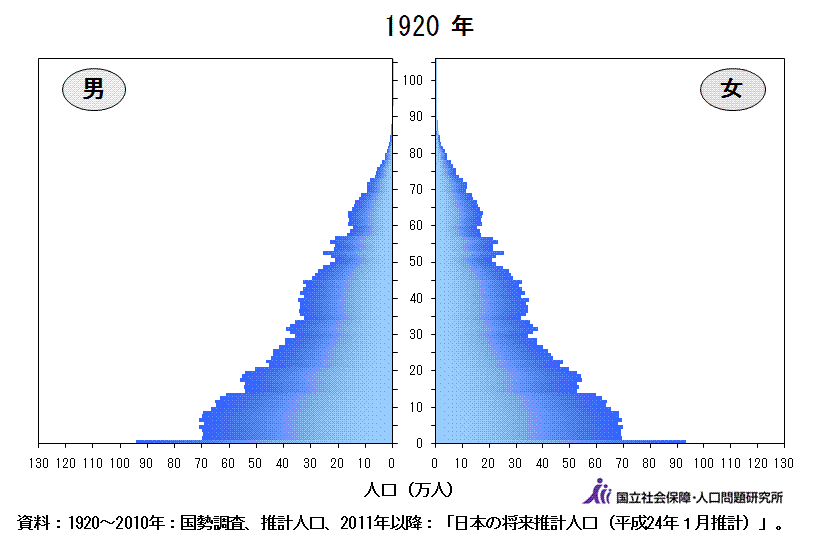 1920 年
男
女
100
90
80
70
60
50
40
30
20
10
0
130 120 110 100 90 80 70 60 50 40 30 20 10 0
0 10 20 30 40 50 60 70 80 90 100 110 120 130
人口（万人）
国立社会保障・人口問題研究所
資料：1920～2010年：国勢調査、推計人口、2011年以降：「日本の将来推計人口（平成24年１月推計）」。